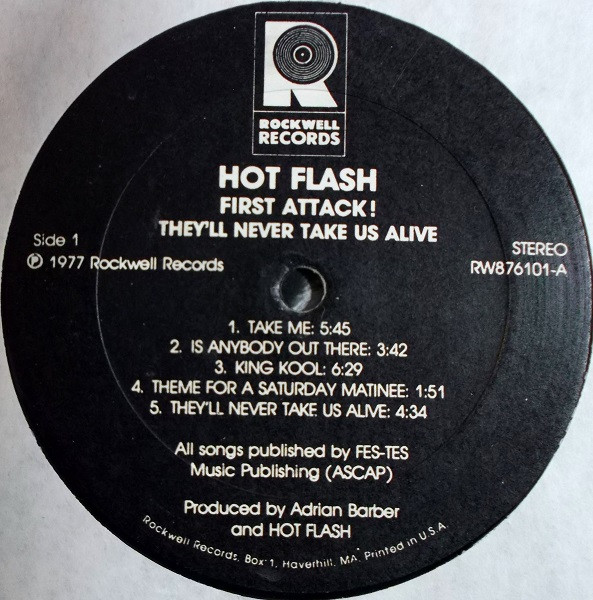 ROCKWELL
RECORDS
HOT FLASH
FIRST ATTACK!
THEY'LL NEVER TAKE US ALIVE
Side 1
℗ 1977 Rockwell Records
STEREO
RW876101-A
1. TAKE ME: 5:45
2. IS ANYBODY OUT THERE: 3:42
3. KING KOOL: 6:29
4. THEME FOR A SATURDAY MATINEE: 1:51
5. THEY'LL NEVER TAKE US ALIVE: 4:34
All songs published by FES-TES
Music Publishing (ASCAP)
Produced by Adrian Barber
and HOT FLASH
Rockwell Records, Box 1, Haverhill, MA. Printed in U.S.A.